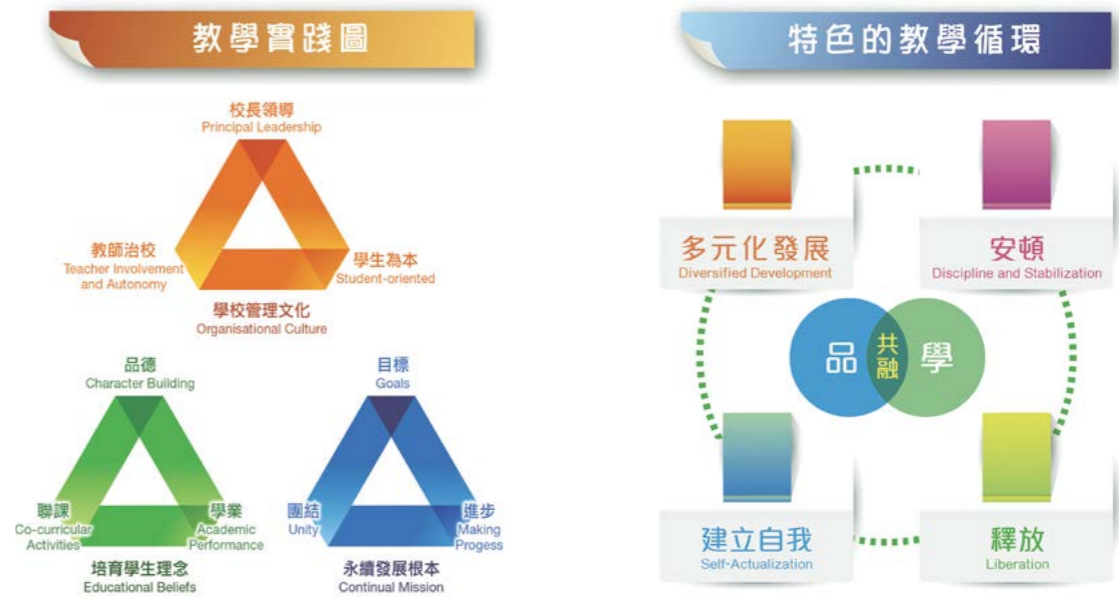 教學實踐圖
校長領導
Principal Leadership
教師治校
Teacher Involvement
and Autonomy
學生為本
Student-oriented
學校管理文化
Organisational Culture
品德
Character Building
聯課
Co-curricular
Activities
學業
Academic
Performance
培育學生理念
Educational Beliefs
目標
Goals
團結
Unity
進步
Making
Progess
永續發展根本
Continual Mission
特色的教學循環
多元化發展
Diversified Development
安頓
Discipline and Stabilization
品 共融 學
建立自我
Self-Actualization
釋放
Liberation